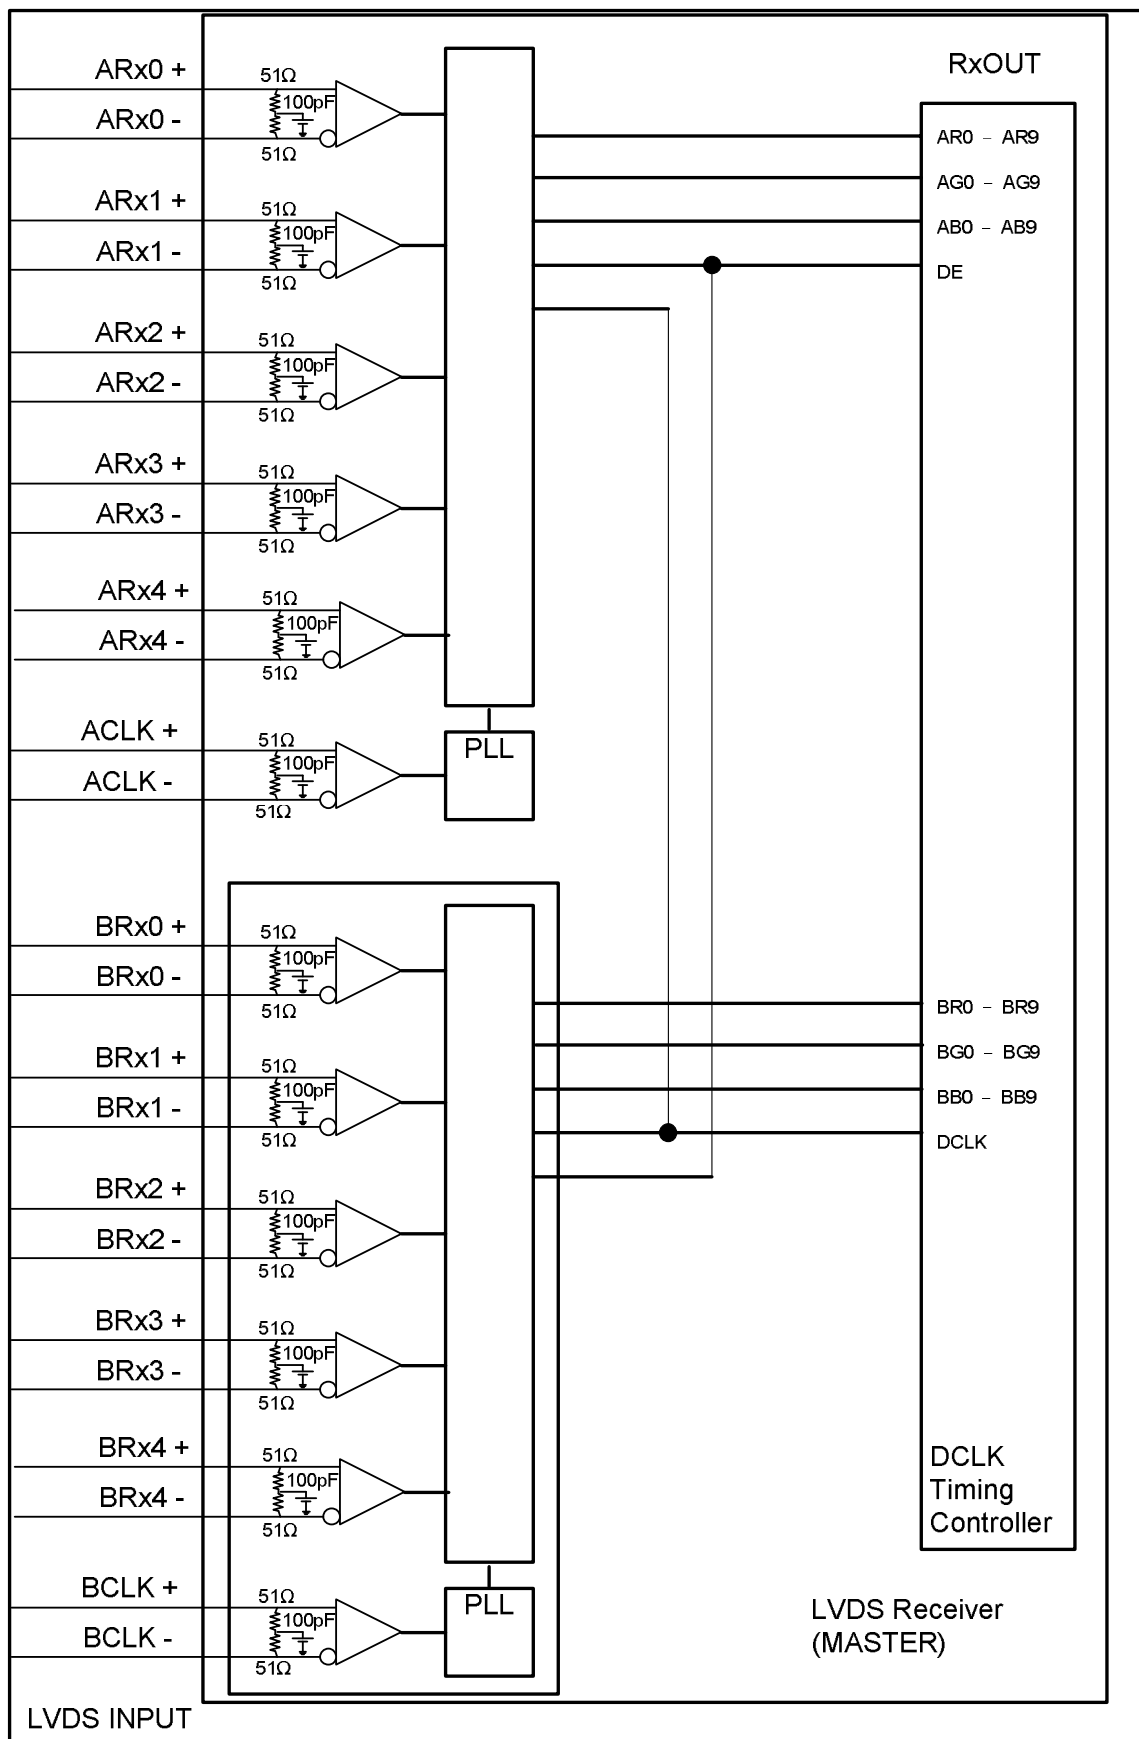 RxOUT
ARx0 +
51Ω
100pF
ARx0 -
51Ω
AR0 - AR9
AG0 - AG9
AB0 - AB9
DE
ARx1 +
51Ω
100pF
ARx1 -
51Ω
ARx2 +
51Ω
100pF
ARx2 -
51Ω
ARx3 +
51Ω
100pF
ARx3 -
51Ω
ARx4 +
51Ω
100pF
ARx4 -
51Ω
ACLK +
51Ω
100pF
ACLK -
51Ω
PLL
BRx0 +
51Ω
100pF
BRx0 -
51Ω
BR0 - BR9
BG0 - BG9
BB0 - BB9
DCLK
BRx1 +
51Ω
100pF
BRx1 -
51Ω
BRx2 +
51Ω
100pF
BRx2 -
51Ω
BRx3 +
51Ω
100pF
BRx3 -
51Ω
BRx4 +
51Ω
100pF
BRx4 -
51Ω
DCLK
Timing
Controller
BCLK +
51Ω
100pF
BCLK -
51Ω
PLL
LVDS Receiver
(MASTER)
LVDS INPUT